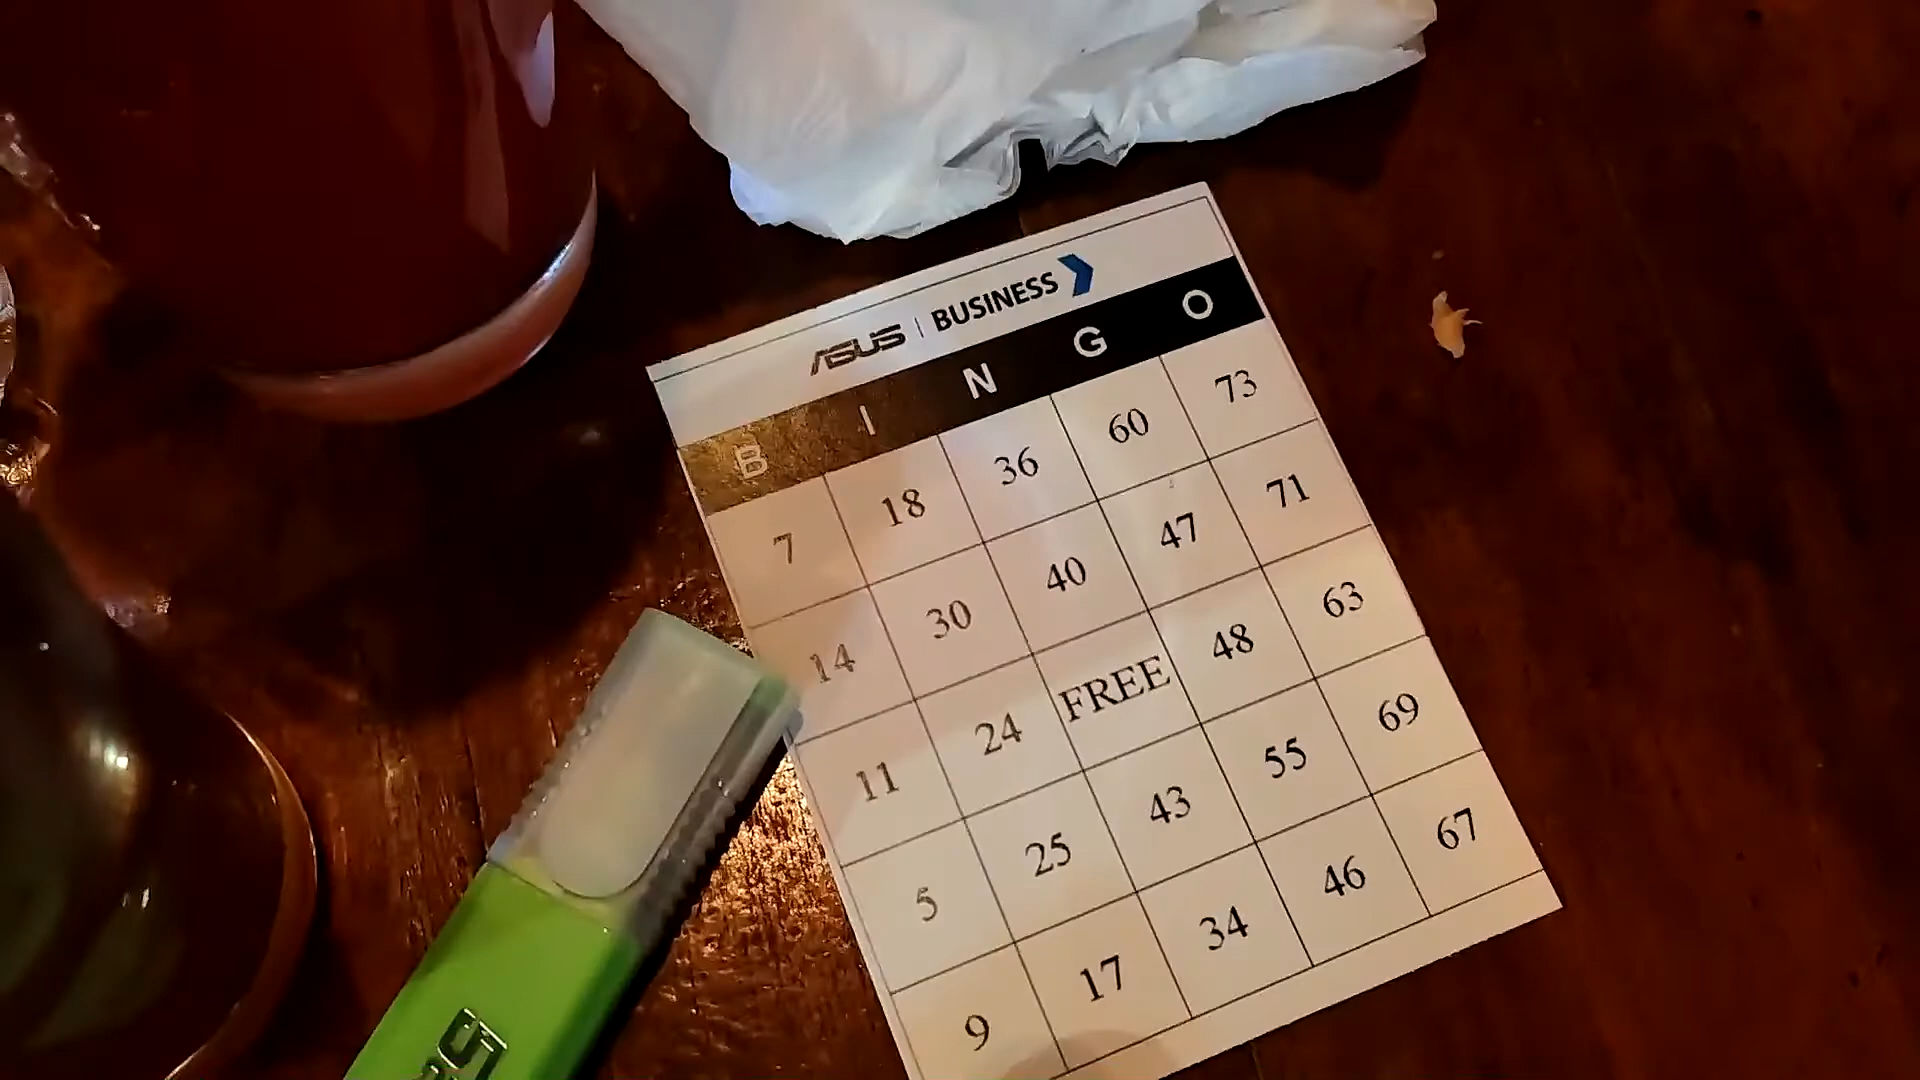 ASUS | BUSINESS
B I N G O
7 18 36 60 73
14 30 40 47 71
11 24 FREE 48 63
5 25 43 55 69
9 17 34 46 67